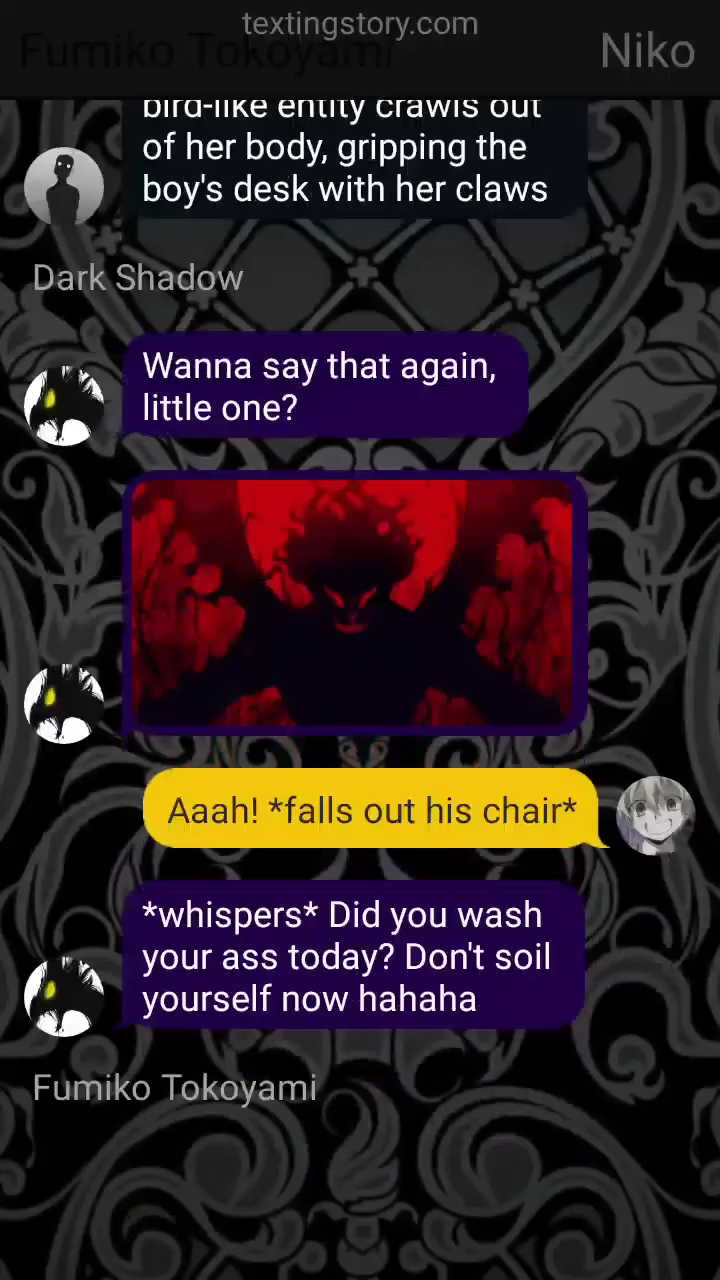 textingstory.com
Fumiko Tokoyami
Niko
bird-like entity crawls out
of her body, gripping the
boy's desk with her claws
Dark Shadow
Wanna say that again,
little one?
Aaah! *falls out his chair*
*whispers* Did you wash
your ass today? Don't soil
yourself now hahaha
Fumiko Tokoyami